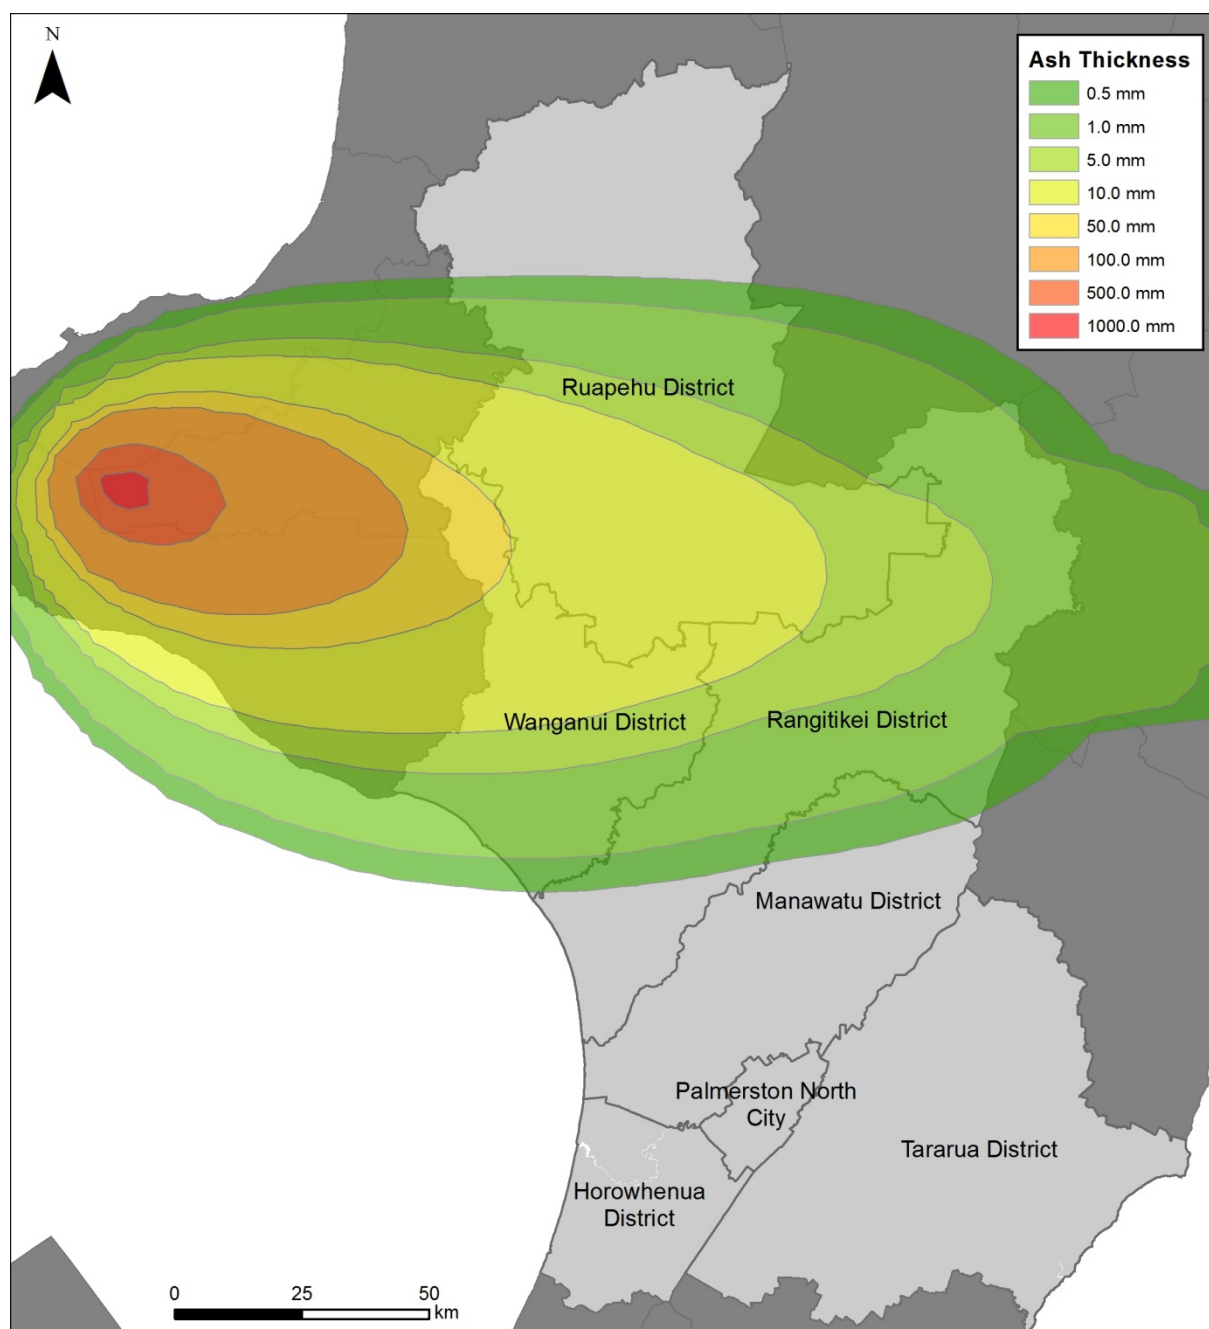 N
Ash Thickness
0.5 mm
1.0 mm
5.0 mm
10.0 mm
50.0 mm
100.0 mm
500.0 mm
1000.0 mm
Ruapehu District
Wanganui District
Rangitikei District
Manawatu District
Palmerston North
City
Tararua District
Horowhenua
District
0
25
50
km